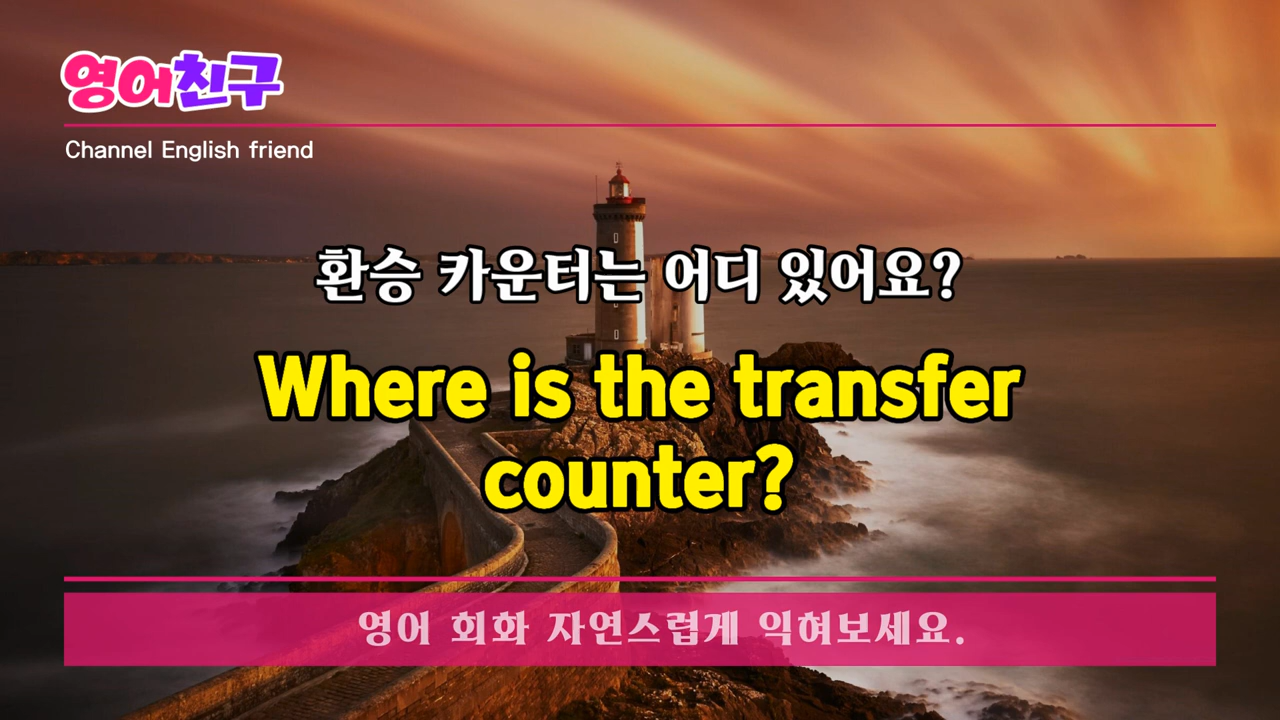 영어친구
Channel English friend
환승 카운터는 어디 있어요?
Where is the transfer
counter?
영어 회화 자연스럽게 익혀보세요.